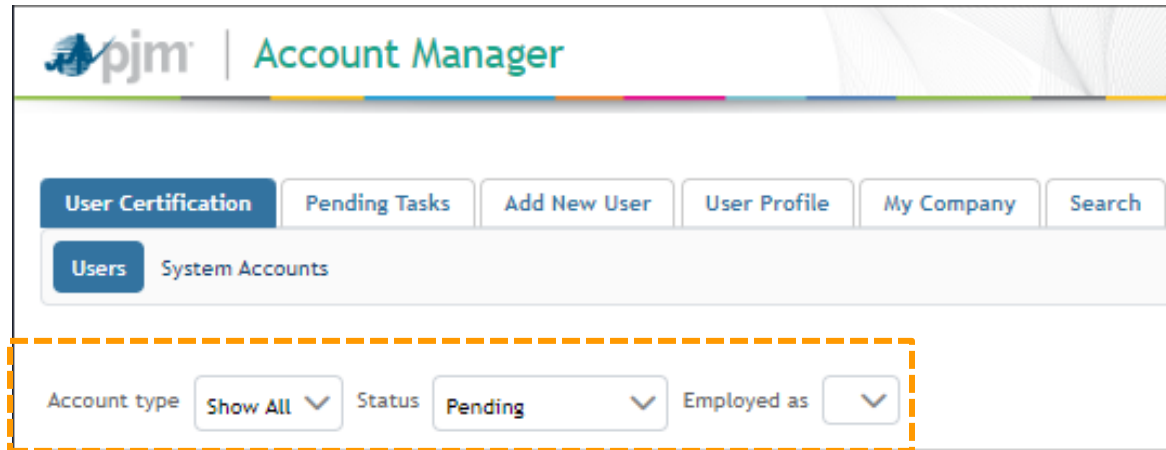 pjm | Account Manager
User Certification Pending Tasks Add New User User Profile My Company Search
Users System Accounts
Account type Show All Status Pending Employed as